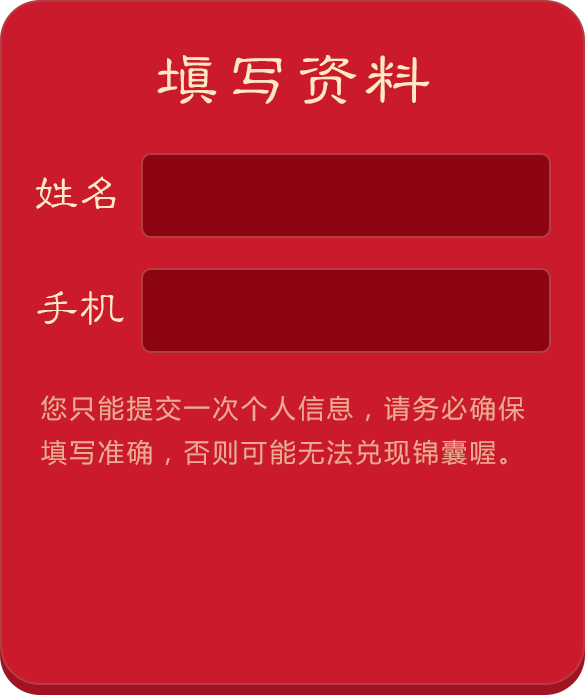 填写资料
姓名
手机
您只能提交一次个人信息，请务必确保
填写准确，否则可能无法兑现锦囊喔。